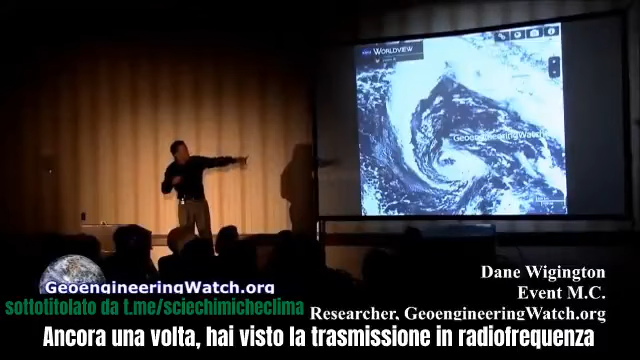 WORLDVIEW
GeoengineeringWatch
GeoengineeringWatch.org
Dane Wigington
Event M.C.
sottotitolato da t.me/sciechimicheclima
Researcher, GeoengineeringWatch.org
Ancora una volta, hai visto la trasmissione in radiofrequenza